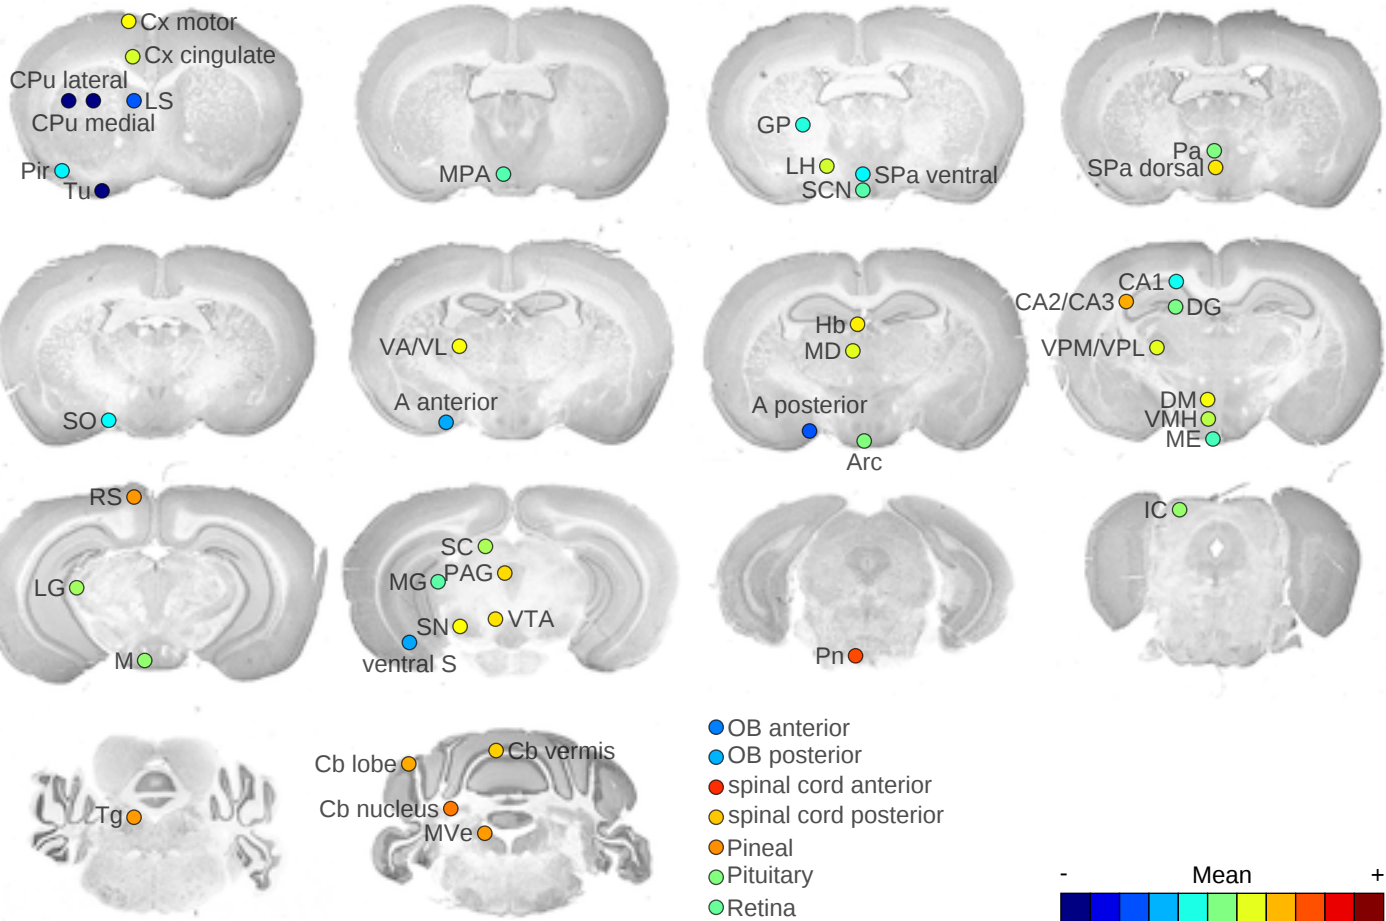 Cx motor
Cx cingulate
CPu lateral
LS
CPu medial
Pir
Tu
MPA
GP
LH
SPa ventral
SCN
Pa
SPa dorsal
SO
VA/VL
A anterior
Hb
MD
A posterior
Arc
CA1
CA2/CA3
DG
VPM/VPL
DM
VMH
ME
RS
LG
M
SC
MG
PAG
SN
VTA
ventral S
Pn
IC
Tg
Cb lobe
Cb vermis
Cb nucleus
MVe
OB anterior
OB posterior
spinal cord anterior
spinal cord posterior
Pineal
Pituitary
Retina
- Mean +